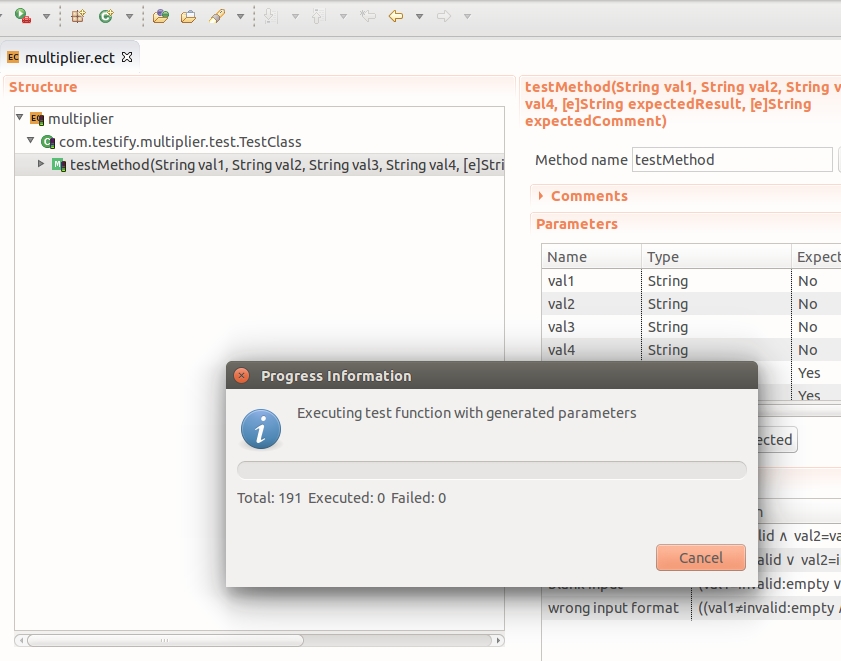 EC multiplier.ect
Structure
EC multiplier
C com.testify.multiplier.test.TestClass
M testMethod(String val1, String val2, String val3, String val4, [e]Stri
testMethod(String val1, String val2, String v
val4, [e]String expectedResult, [e]String
expectedComment)
Method name testMethod
Comments
Parameters
Name Type Expect
val1 String No
val2 String No
val3 String No
val4 String No
Yes
Yes
Progress Information
i Executing test function with generated parameters
Total: 191 Executed: 0 Failed: 0
Cancel
ected
n
lid ∧ val2=va
alid ∨ val2=i
wrong input format ((val1≠invalid:empty ∧